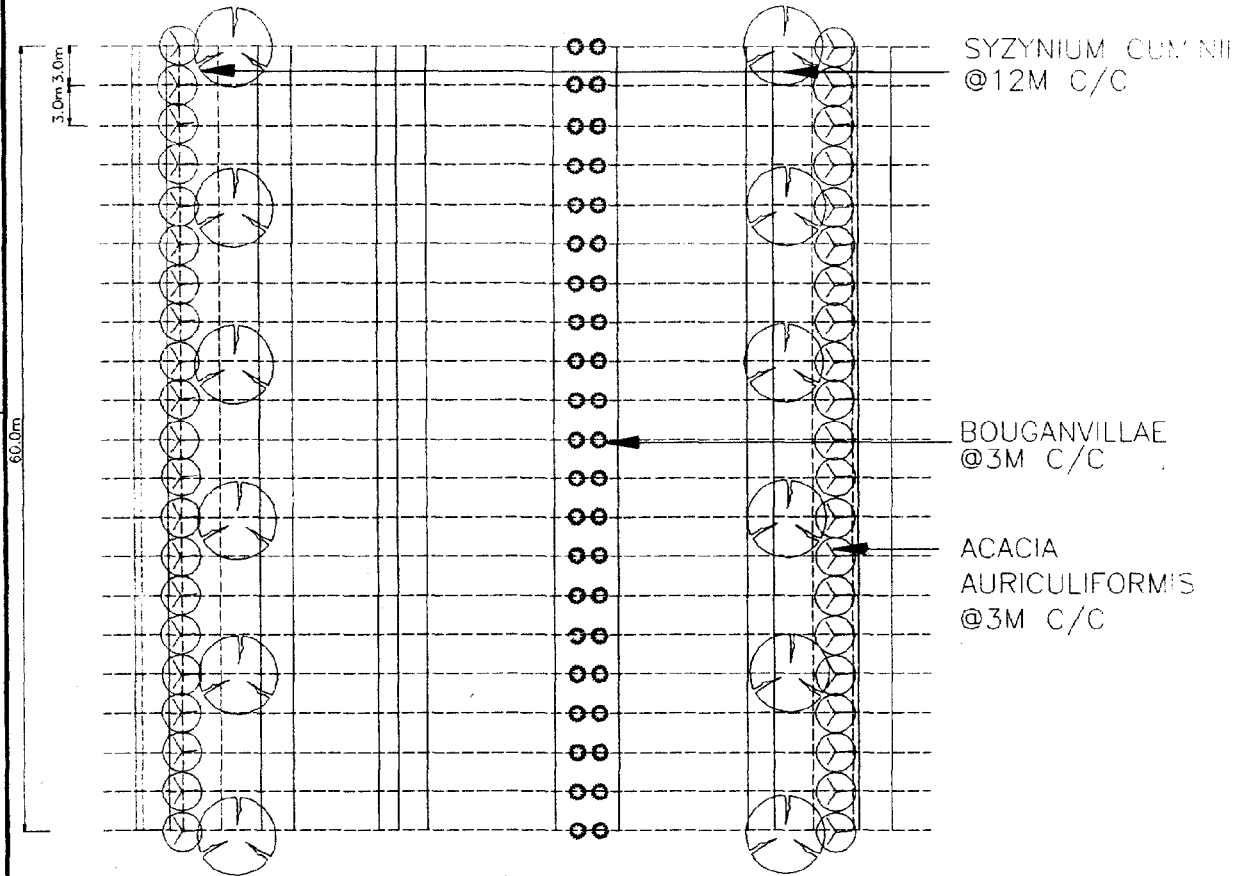 SYZYNIUM
@12M C/C
3.0m
3.0m
60.0m
BOUGANVILLAE
@3M C/C
ACACIA
AURICULIFORMIS
@3M C/C